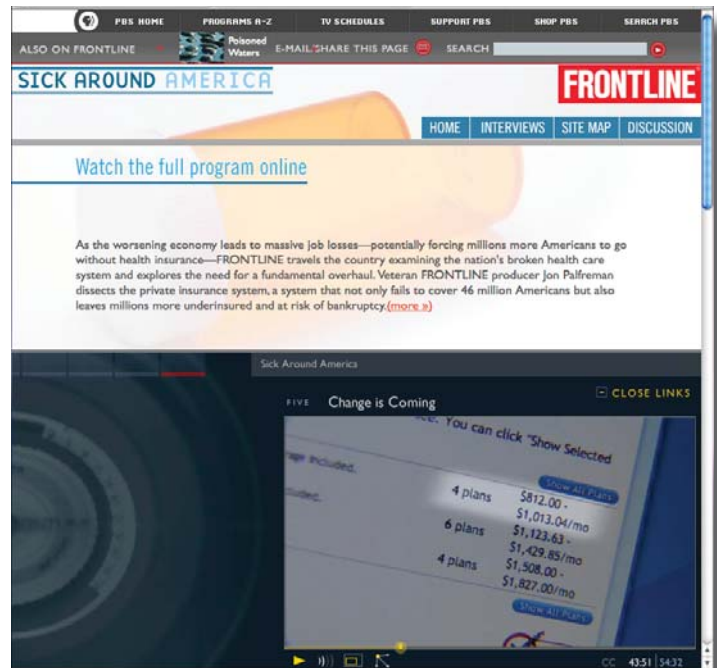 PBS HOME PROGRAMS A-Z TV SCHEDULES SUPPORT PBS SHOP PBS SEARCH PBS
ALSO ON FRONTLINE Poisoned Waters E-MAIL/SHARE THIS PAGE SEARCH
SICK AROUND AMERICA
FRONTLINE
HOME INTERVIEWS SITE MAP DISCUSSION
Watch the full program online
As the worsening economy leads to massive job losses—potentially forcing millions more Americans to go
without health insurance—FRONTLINE travels the country examining the nation's broken health care
system and explores the need for a fundamental overhaul. Veteran FRONTLINE producer Jon Palfreman
dissects the private insurance system, a system that not only fails to cover 46 million Americans but also
leaves millions more underinsured and at risk of bankruptcy.(more »)
Sick Around America
CLOSE LINKS
FIVE Change is Coming
You can click "Show Selected
included.
Show All Plans
4 plans $812.00 -
$1,013.04/mo
6 plans $1,123.63 -
$1,429.85/mo
4 plans $1,508.00 -
$1,827.00/mo
Show All Plans
CC 43:51 54:32